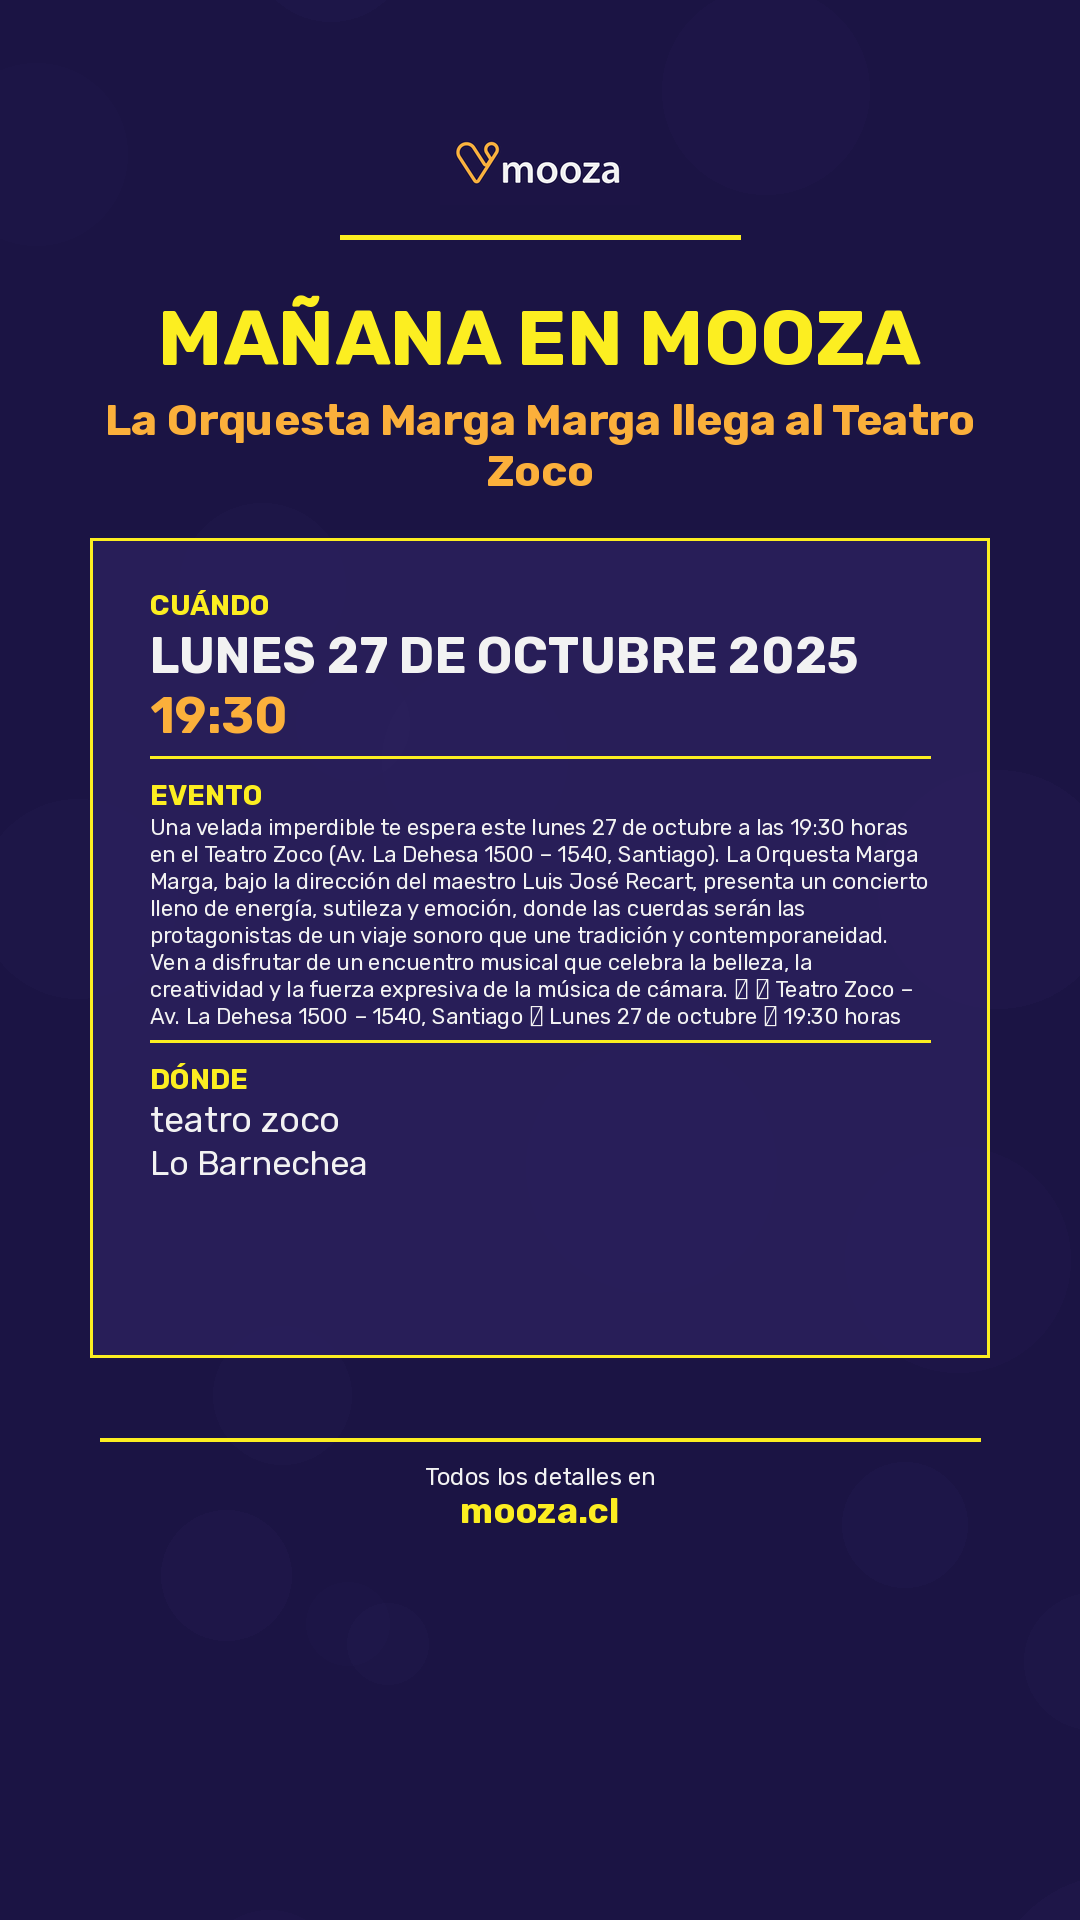 mooza
MAÑANA EN MOOZA
La Orquesta Marga Marga llega al Teatro
Zoco
CUÁNDO
LUNES 27 DE OCTUBRE 2025
19:30
EVENTO
Una velada imperdible te espera este lunes 27 de octubre a las 19:30 horas
en el Teatro Zoco (Av. La Dehesa 1500 – 1540, Santiago). La Orquesta Marga
Marga, bajo la dirección del maestro Luis José Recart, presenta un concierto
lleno de energía, sutileza y emoción, donde las cuerdas serán las
protagonistas de un viaje sonoro que une tradición y contemporaneidad.
Ven a disfrutar de un encuentro musical que celebra la belleza, la
creatividad y la fuerza expresiva de la música de cámara. Teatro Zoco –
Av. La Dehesa 1500 – 1540, Santiago Lunes 27 de octubre 19:30 horas
DÓNDE
teatro zoco
Lo Barnechea
Todos los detalles en
mooza.cl